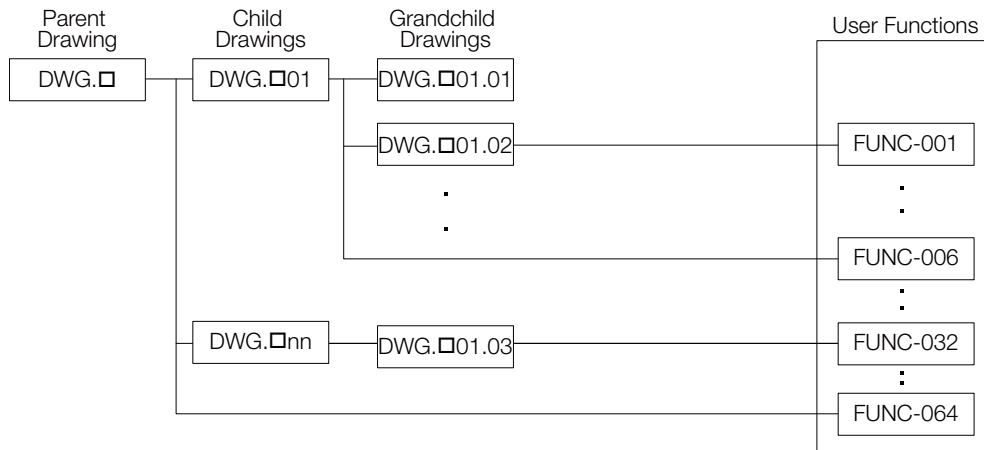 Parent
Drawing
Child
Drawings
Grandchild
Drawings
User Functions
DWG.□
DWG.□01
DWG.□01.01
DWG.□01.02
FUNC-001
FUNC-006
DWG.□nn
DWG.□01.03
FUNC-032
FUNC-064